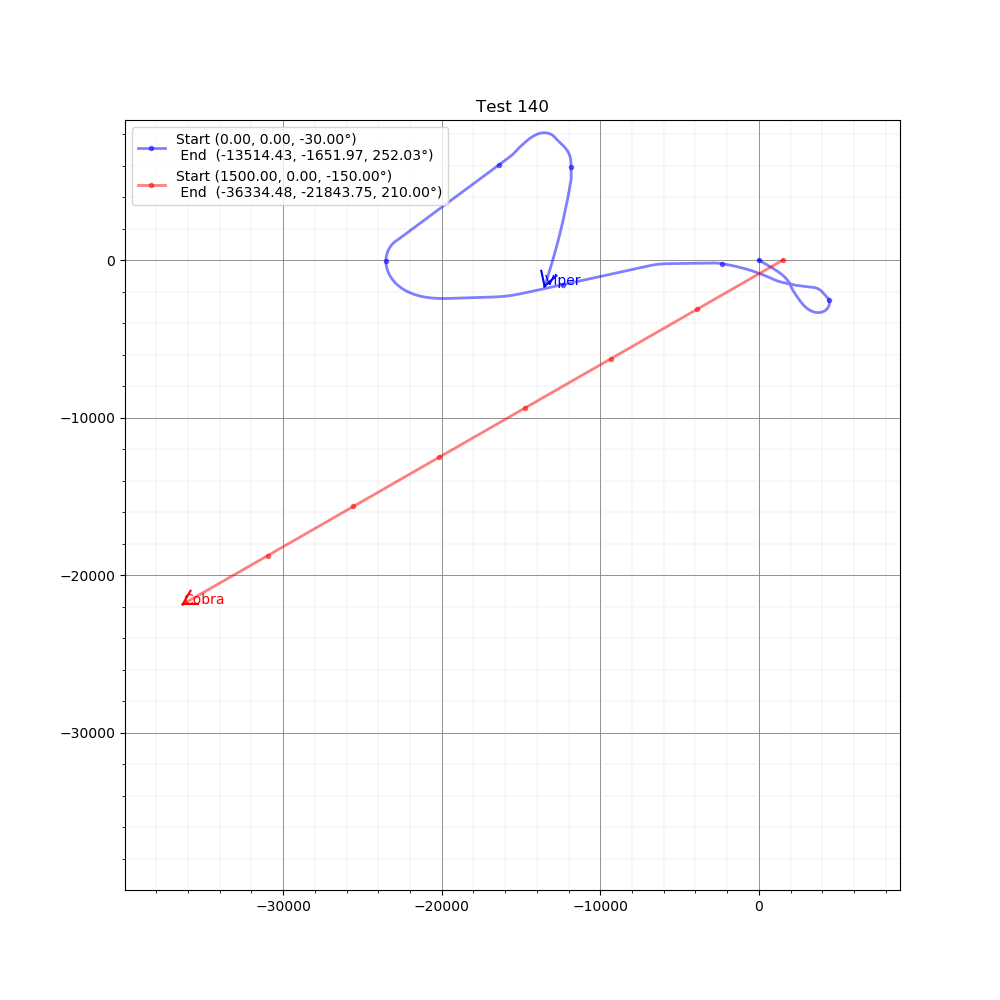 Test 140
Start (0.00, 0.00, -30.00°)
End  (-13514.43, -1651.97, 252.03°)
Start (1500.00, 0.00, -150.00°)
End  (-36334.48, -21843.75, 210.00°)
0
−10000
−20000
−30000
Viper
Cobra
−30000
−20000
−10000
0